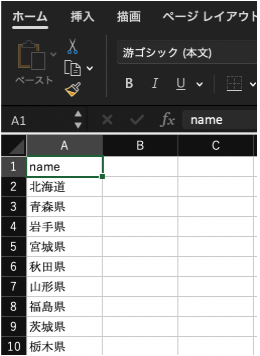 ホーム 挿入 描画 ページ レイアウト
ペースト
游ゴシック (本文)
B I U
A1 fx name
A B C
1 name
2 北海道
3 青森県
4 岩手県
5 宮城県
6 秋田県
7 山形県
8 福島県
9 茨城県
10 栃木県